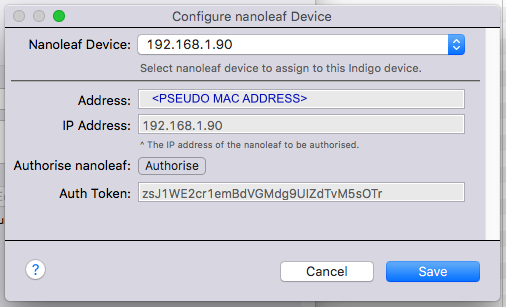 Configure nanoleaf Device
Nanoleaf Device: 192.168.1.90
Select nanoleaf device to assign to this Indigo device.
Address: <PSEUDO MAC ADDRESS>
IP Address: 192.168.1.90
^ The IP address of the nanoleaf to be authorised.
Authorise nanoleaf: Authorise
Auth Token: zsJ1WE2cr1emBdVGMdg9UlZdTvM5sOTr
? Cancel Save